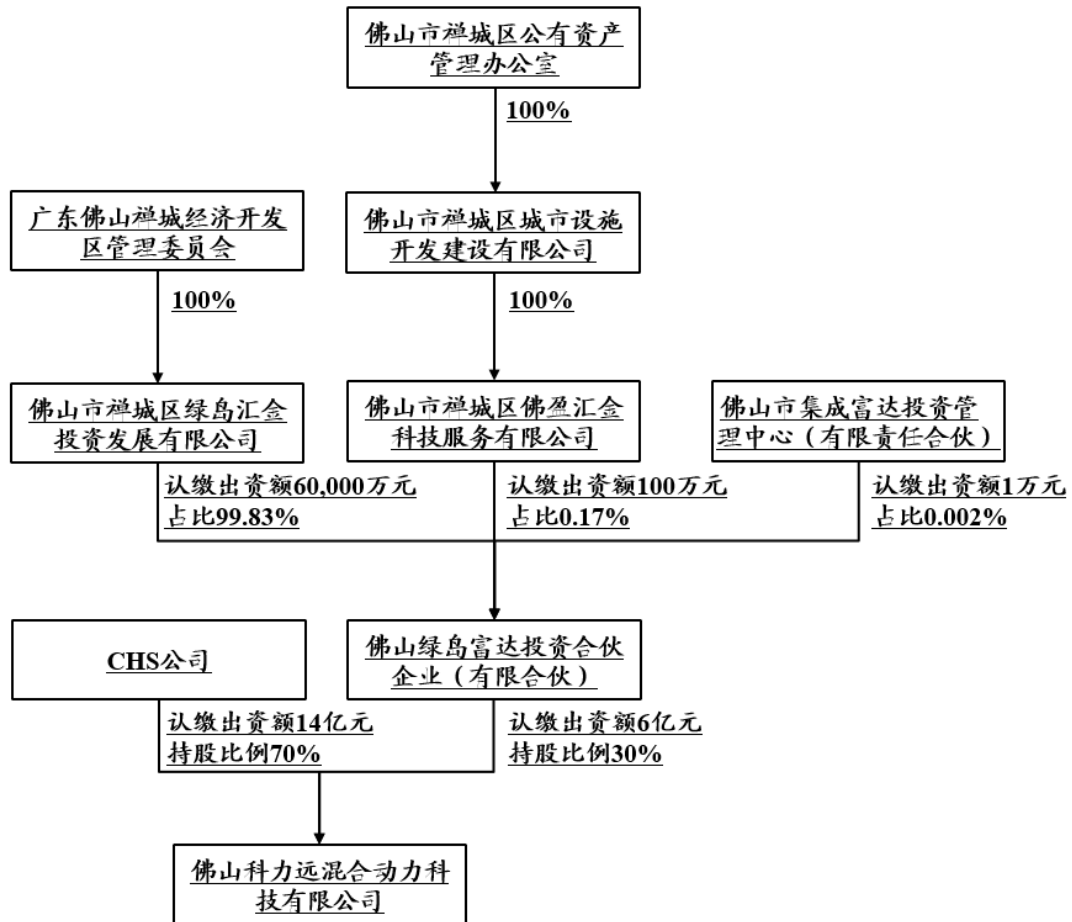 佛山市禅城区公有资产
管理办公室
100%
广东佛山禅城经济开发
区管理委员会
佛山市禅城区城市设施
开发建设有限公司
100%
100%
佛山市禅城区绿岛汇金
投资发展有限公司
佛山市禅城区佛盈汇金
科技服务有限公司
佛山市集成富达投资管
理中心（有限责任合伙）
认缴出资额60,000万元
占比99.83%
认缴出资额100万元
占比0.17%
认缴出资额1万元
占比0.002%
CHS公司
佛山绿岛富达投资合伙
企业（有限合伙）
认缴出资额14亿元
持股比例70%
认缴出资额6亿元
持股比例30%
佛山科力远混合动力科
技有限公司